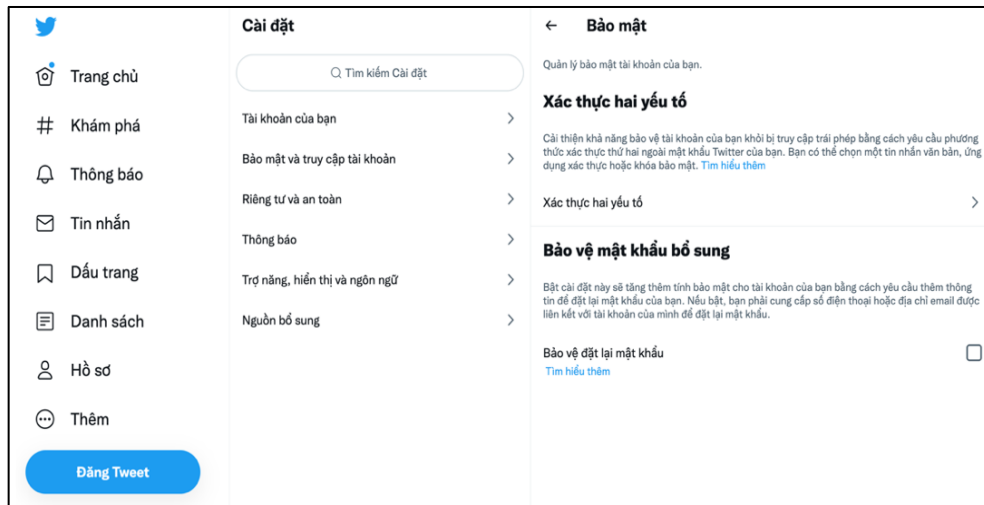 Trang chủ
Khám phá
Thông báo
Tin nhắn
Dấu trang
Danh sách
Hồ sơ
Thêm
Đăng Tweet
Cài đặt
Tìm kiếm Cài đặt
Tài khoản của bạn
Bảo mật và truy cập tài khoản
Riêng tư và an toàn
Thông báo
Trợ năng, hiển thị và ngôn ngữ
Nguồn bổ sung
Bảo mật
Quản lý bảo mật tài khoản của bạn.
Xác thực hai yếu tố
Cải thiện khả năng bảo vệ tài khoản của bạn khỏi bị truy cập trái phép bằng cách yêu cầu phương
thức xác thực thứ hai ngoài mật khẩu Twitter của bạn. Bạn có thể chọn một tin nhắn văn bản, ứng
dụng xác thực hoặc khóa bảo mật. Tìm hiểu thêm
Xác thực hai yếu tố
Bảo vệ mật khẩu bổ sung
Bật cài đặt này sẽ tăng thêm tính bảo mật cho tài khoản của bạn bằng cách yêu cầu thêm thông
tin để đặt lại mật khẩu của bạn. Nếu bật, bạn phải cung cấp số điện thoại hoặc địa chỉ email được
liên kết với tài khoản của mình để đặt lại mật khẩu.
Bảo vệ đặt lại mật khẩu
Tìm hiểu thêm